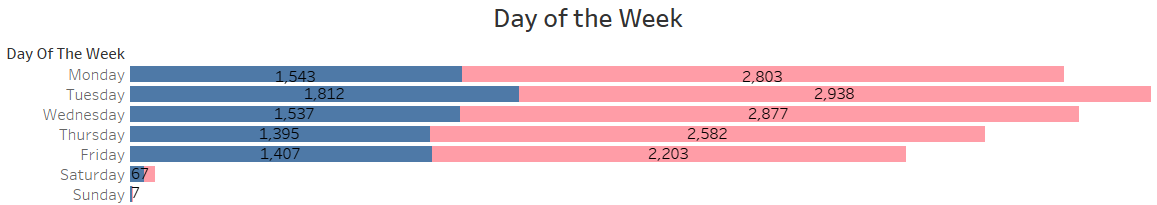 Day of the Week
Day Of The Week
Monday 1,543 2,803
Tuesday 1,812 2,938
Wednesday 1,537 2,877
Thursday 1,395 2,582
Friday 1,407 2,203
Saturday 67
Sunday 7